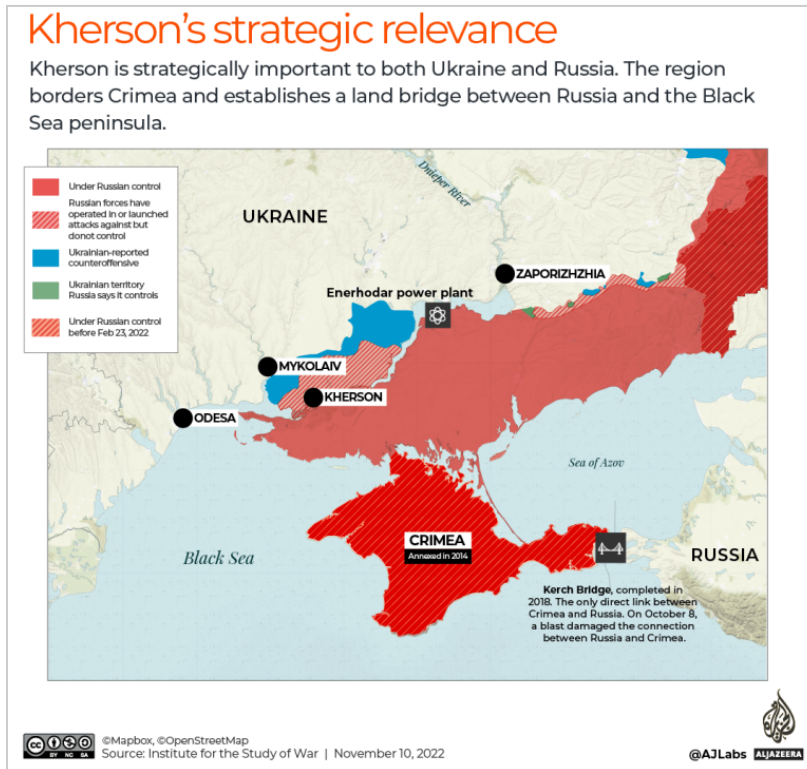 Kherson's strategic relevance
Kherson is strategically important to both Ukraine and Russia. The region
borders Crimea and establishes a land bridge between Russia and the Black
Sea peninsula.
Under Russian control
Russian forces have
operated in or launched
attacks against but
donot control
Ukrainian-reported
counteroffensive
Ukrainian territory
Russia says it controls
Under Russian control
before Feb 23, 2022
Dnieper River
UKRAINE
ZAPORIZHZHIA
Enerhodar power plant
MYKOLAIV
KHERSON
ODESA
Sea of Azov
CRIMEA
Annexed in 2014
Black Sea
RUSSIA
Kerch Bridge, completed in
2018. The only direct link between
Crimea and Russia. On October 8,
a blast damaged the connection
between Russia and Crimea.
cc BY NC SA
©Mapbox, ©OpenStreetMap
Source: Institute for the Study of War | November 10, 2022
@AJLabs ALJAZEERA